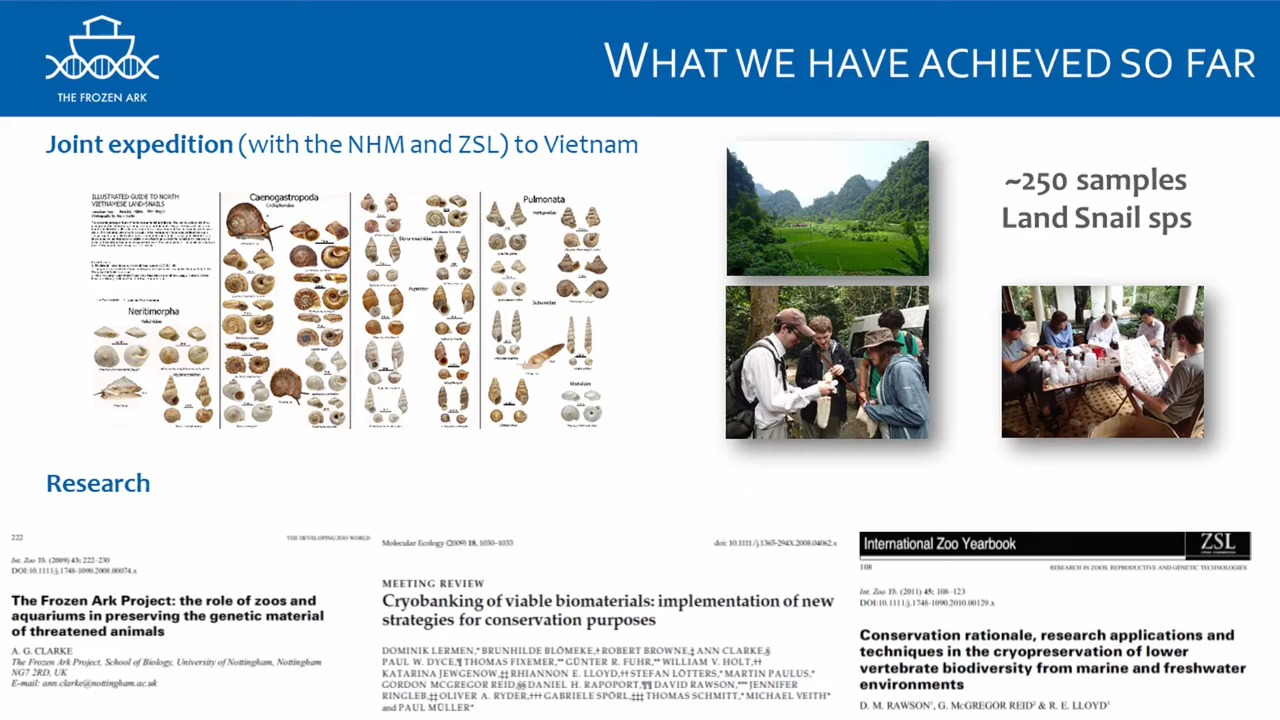 THE FROZEN ARK
WHAT WE HAVE ACHIEVED SO FAR
Joint expedition (with the NHM and ZSL) to Vietnam
~250 samples
Land Snail sps
ILLUSTRATED GUIDE TO NORTH
VIETNAMESE LAND-SNAILS
Neritimorpha
Caenogastropoda
Pulmonata
Research
222
THE DEVELOPING ZOO WORLD
Int. Zoo Yb. (2009) 43: 222–230
DOI:10.1111/j.1748-1090.2008.00074.x
The Frozen Ark Project: the role of zoos and
aquariums in preserving the genetic material
of threatened animals
A. G. CLARKE
The Frozen Ark Project, School of Biology, University of Nottingham, Nottingham
NG7 2RD, UK
E-mail: ann.clarke@nottingham.ac.uk
Molecular Ecology (2009) 18, 1030–1033
doi: 10.1111/j.1365-294X.2008.04062.x
MEETING REVIEW
Cryobanking of viable biomaterials: implementation of new
strategies for conservation purposes
DOMINIK LERMEN,* BRUNHILDE BLÖMEKE,† ROBERT BROWNE,‡ ANN CLARKE,§
PAUL W. DYCE,¶ THOMAS FIXEMER,** GÜNTER R. FUHR,** WILLIAM V. HOLT,††
KATARINA JEWGENOW,‡‡ RHIANNON E. LLOYD,†† STEFAN LÖTTERS,* MARTIN PAULUS,*
GORDON MCGREGOR REID,§§ DANIEL H. RAPOPORT,¶¶ DAVID RAWSON,*** JENNIFER
RINGLEB,‡‡ OLIVER A. RYDER,††† GABRIELE SPÖRL,‡‡‡ THOMAS SCHMITT,* MICHAEL VEITH*
and PAUL MÜLLER*
International Zoo Yearbook
ZSL
108
RESEARCH IN ZOOS: REPRODUCTIVE AND GENETIC TECHNOLOGIES
Int. Zoo Yb. (2011) 45: 108–123
DOI:10.1111/j.1748-1090.2010.00129.x
Conservation rationale, research applications and
techniques in the cryopreservation of lower
vertebrate biodiversity from marine and freshwater
environments
D. M. RAWSON¹, G. McGREGOR REID² & R. E. LLOYD³